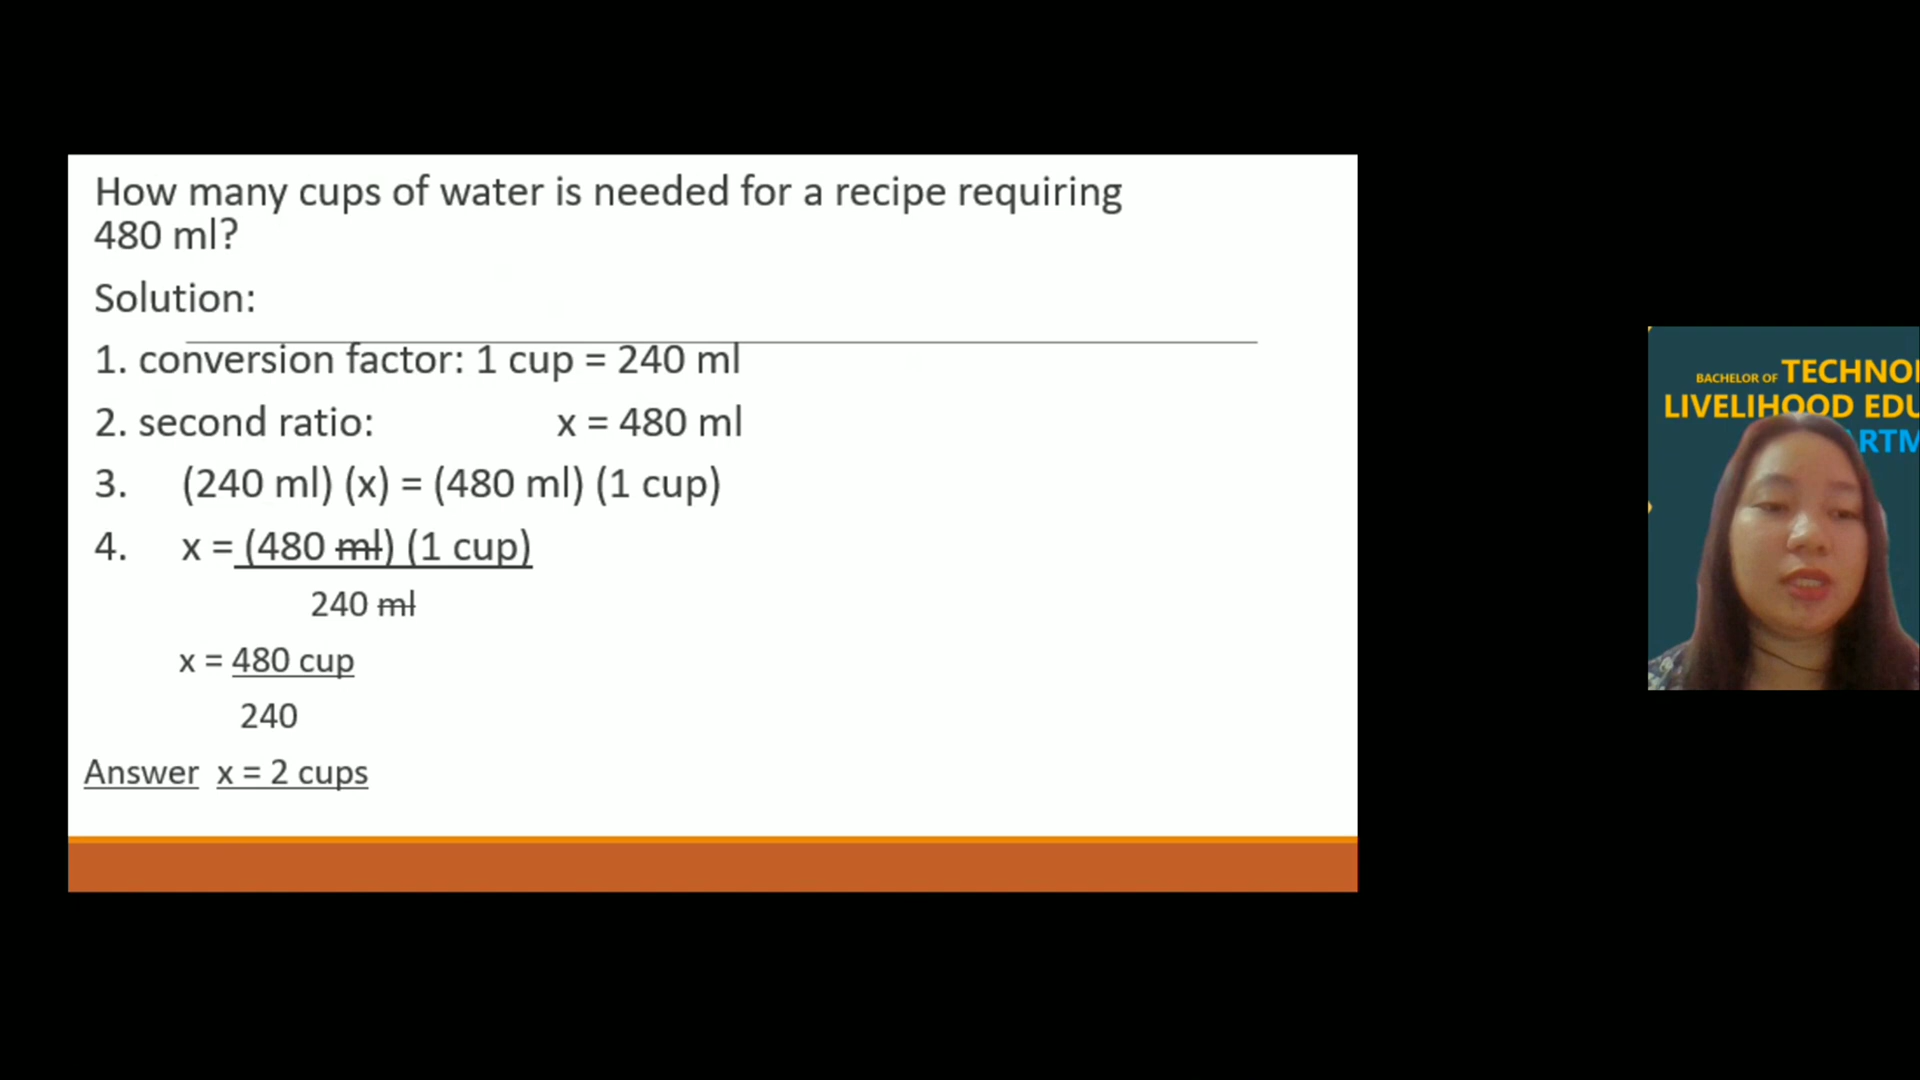 How many cups of water is needed for a recipe requiring
480 ml?
Solution:
1. conversion factor: 1 cup = 240 ml
2. second ratio: x = 480 ml
3. (240 ml) (x) = (480 ml) (1 cup)
4. x = (480 ml) (1 cup)
240 ml
x = 480 cup
240
Answer x = 2 cups
BACHELOR OF TECHNO
LIVELIHOOD EDU
ARTM